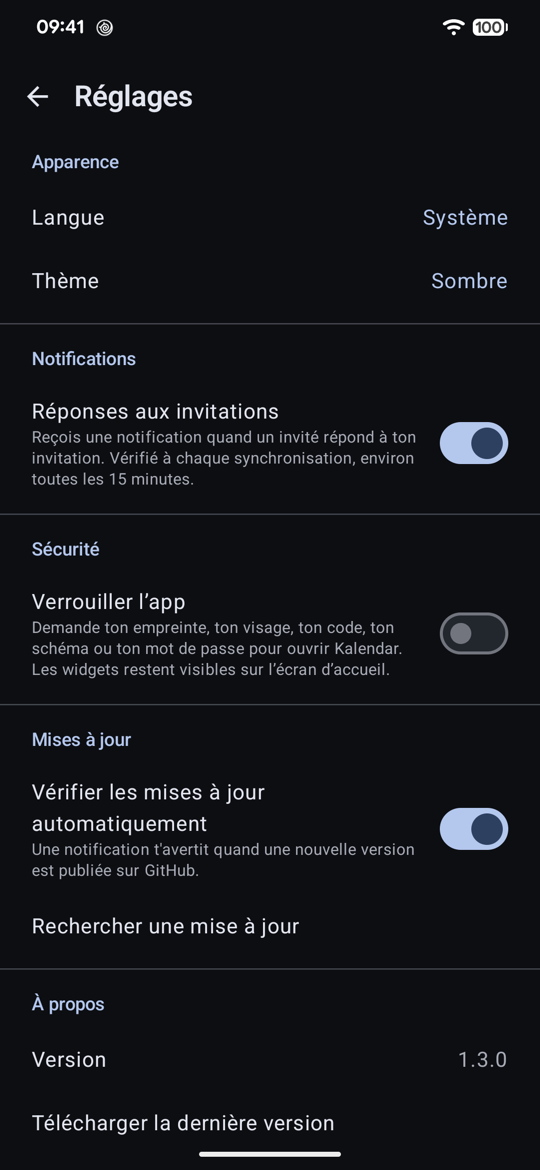 09:41
100
Réglages
Apparence
Langue
Système
Thème
Sombre
Notifications
Réponses aux invitations
Reçois une notification quand un invité répond à ton
invitation. Vérifié à chaque synchronisation, environ
toutes les 15 minutes.
Sécurité
Verrouiller l’app
Demande ton empreinte, ton visage, ton code, ton
schéma ou ton mot de passe pour ouvrir Kalendar.
Les widgets restent visibles sur l’écran d’accueil.
Mises à jour
Vérifier les mises à jour
automatiquement
Une notification t'avertit quand une nouvelle version
est publiée sur GitHub.
Rechercher une mise à jour
À propos
Version
1.3.0
Télécharger la dernière version